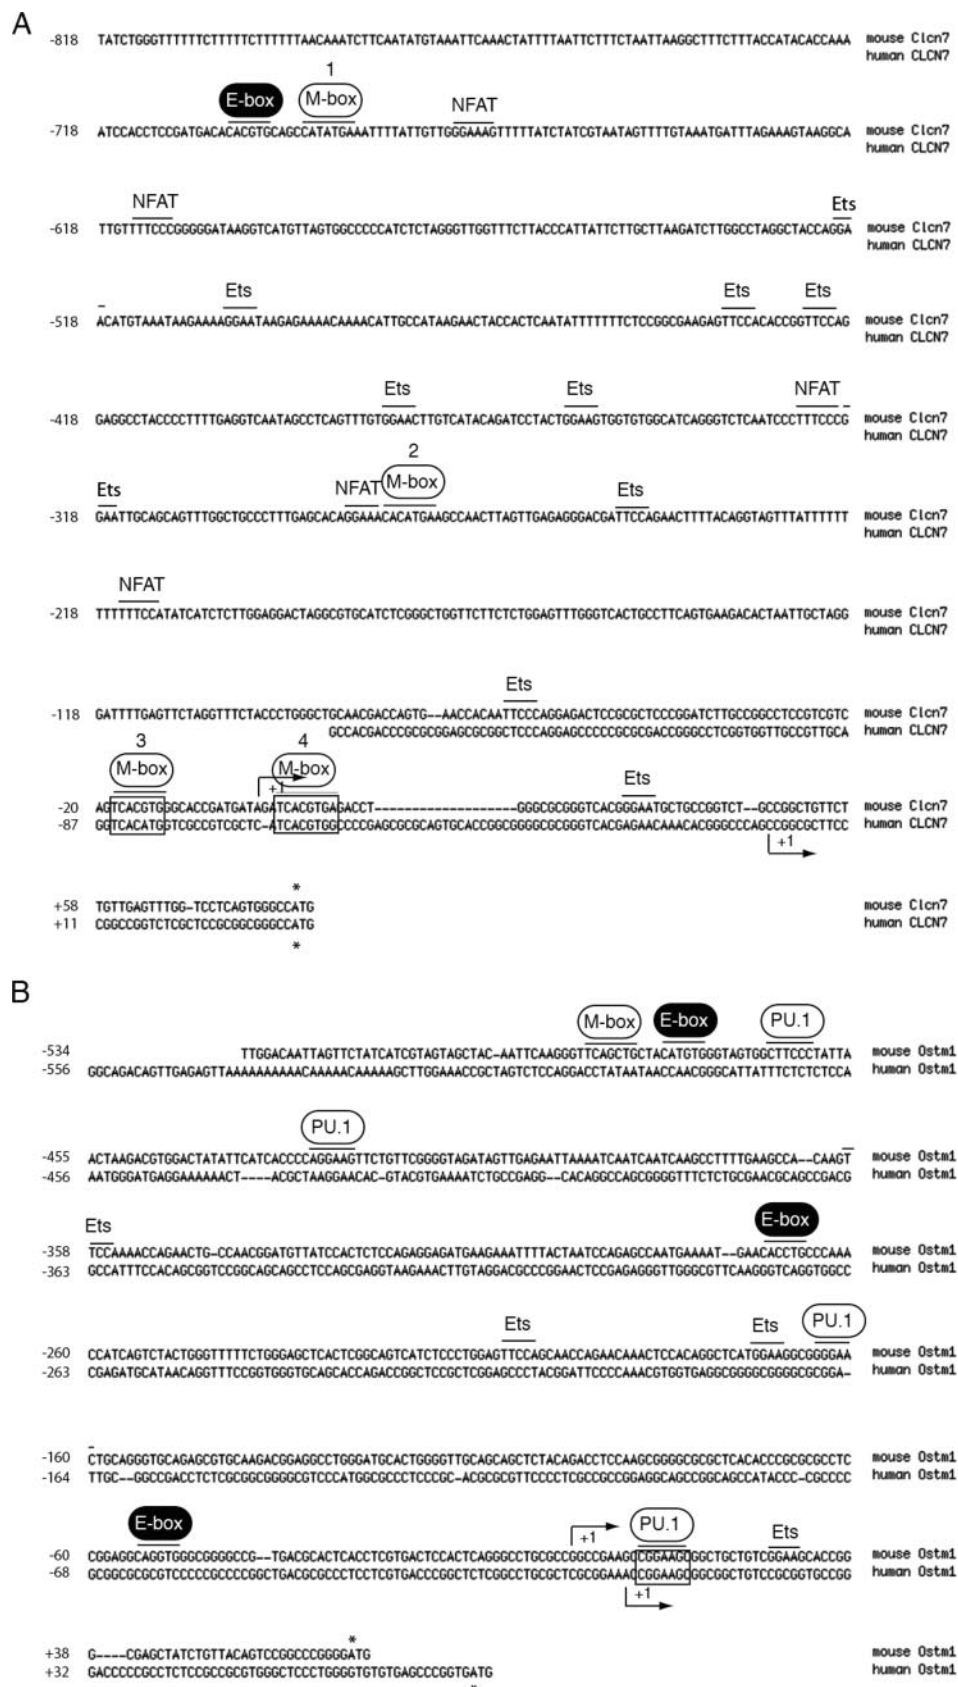 A
-818 TATCTGGGTTTTTTCTTTTTCTTTTTTAACAAATCTTCAATATGTAAATTCAAACTATTTTAATTCTTTCTAATTAAGGCTTTCTTTACCATACACCAAA mouse Clcn7
human CLCN7
1
E-box M-box NFAT
-718 ATCCACCTCCGATGACACACGTGCAGCCATATGAAATTTTATTGTTGGGAAAGTTTTTATCTATCGTAATAGTTTTGTAAATGATTTAGAAAGTAAGGCA mouse Clcn7
human CLCN7
NFAT Ets
-618 TTGTTTTCCCGGGGGATAAGGTCATGTTAGTGGCCCCCATCTCTAGGGTTGGTTTCTTACCCATTATTCTTGCTTAAGATCTTGGCCTAGGCTACCAGGA mouse Clcn7
human CLCN7
Ets Ets Ets
-518 ACATGTAAATAAGAAAAGGAATAAGAGAAAACAAAACATTGCCATAAGAACTACCACTCAATATTTTTTTCTCCGGCGAAGAGTTCCACACCGGTTCCAG mouse Clcn7
human CLCN7
Ets Ets NFAT
-418 GAGGCCTACCCCTTTTGAGGTCAATAGCCTCAGTTTGTGGAACTTGTCATACAGATCCTACTGGAAGTGGTGTGGCATCAGGGTCTCAATCCCTTTCCCG mouse Clcn7
human CLCN7
2
Ets NFAT M-box Ets
-318 GAATTGCAGCAGTTTGGCTGCCCTTTGAGCACAGGAAACACATGAAGCCAACTTAGTTGAGAGGGACGATTCCAGAACTTTTACAGGTAGTTTATTTTTT mouse Clcn7
human CLCN7
NFAT
-218 TTTTTTCCATATCATCTCTTGGAGGACTAGGCGTGCATCTCGGGCTGGTTCTTCTCTGGAGTTTGGGTCACTGCCTTCAGTGAAGACACTAATTGCTAGG mouse Clcn7
human CLCN7
Ets
-118 GATTTTGAGTTCTAGGTTTCTACCCTGGGCTGCAACGACCAGTG--AACCACAATTCCCAGGAGACTCCGCGCTCCCGGATCTTGCCGGCCTCCGTCGTC mouse Clcn7
GCCACGACCCGCGCGGAGCGCGGCTCCCAGGAGCCCCCGCGCGACCGGGCCTCGGTGGTTGCCGTTGCA human CLCN7
3 4
M-box M-box Ets
+1
-20 AGTCACGTGGGCACCGATGATAGATCACGTGAGACCT-----------------GGGCGCGGGTCACGGGAATGCTGCCGGTCT--GCCGGCTGTTCT mouse Clcn7
-87 GGTCACATGGTCGCCGTCGCTC-ATCACGTGGCCCCGAGCGCGCAGTGCACCGGCGGGGCGCGGGTCACGAGAACAAACACGGGCCCAGCCGGCGCTTCC human CLCN7
+1
*
+58 TGTTGAGTTTGG-TCCTCAGTGGGCCATG mouse Clcn7
+11 CGGCCGGTCTCGCTCCGCGGCGGGCCATG human CLCN7
*
B
M-box E-box PU.1
-534 TTGGACAATTAGTTCTATCATCGTAGTAGCTAC-AATTCAAGGGTTCAGCTGCTACATGTGGGTAGTGGCTTCCCTATTA mouse Ostm1
-556 GGCAGACAGTTGAGAGTTAAAAAAAAAACAAAAACAAAAAGCTTGGAAACCGCTAGTCTCCAGGACCTATAATAACCAACGGGCATTATTTCTCTCTCCA human Ostm1
PU.1
-455 ACTAAGACGTGGACTATATTCATCACCCCAGGAAGTTCTGTTCGGGGTAGATAGTTGAGAATTAAAATCAATCAATCAAGCCTTTTGAAGCCA--CAAGT mouse Ostm1
-456 AATGGGATGAGGAAAAAACT----ACGCTAAGGAACAC-GTACGTGAAAATCTGCCGAGG--CACAGGCCAGCGGGGTTTCTCTGCGAACGCAGCCGACG human Ostm1
Ets E-box
-358 TCCAAAACCAGAACTG-CCAACGGATGTTATCCACTCTCCAGAGGAGATGAAGAAATTTTACTAATCCAGAGCCAATGAAAAT--GAACACCTGCCCAAA mouse Ostm1
-363 GCCATTTCCACAGCGGTCCGGCAGCAGCCTCCAGCGAGGTAAGAAACTTGTAGGACGCCCGGAACTCCGAGAGGGTTGGGCGTTCAAGGGTCAGGTGGCC human Ostm1
Ets Ets PU.1
-260 CCATCAGTCTACTGGGTTTTTCTGGGAGCTCACTCGGCAGTCATCTCCCTGGAGTTCCAGCAACCAGAACAAACTCCACAGGCTCATGGAAGGCGGGGAA mouse Ostm1
-263 CGAGATGCATAACAGGTTTCCGGTGGGTGCAGCACCAGACCGGCTCCGCTCGGAGCCCTACGGATTCCCCAAACGTGGTGAGGCGGGGCGGGGCGCGGA- human Ostm1
-160 CTGCAGGGTGCAGAGCGTGCAAGACGGAGGCCTGGGATGCACTGGGGTTGCAGCAGCTCTACAGACCTCCAAGCGGGGCGCGCTCACACCCGCGCGCCTC mouse Ostm1
-164 TTGC--GGCCGACCTCTCGCGGCGGGGCGTCCCATGGCGCCCTCCCGC-ACGCGCGTTCCCCTCGCCGCCGGAGGCAGCCGGCAGCCATACCC-CGCCCC human Ostm1
E-box PU.1 Ets
+1
-60 CGGAGGCAGGTGGGCGGGGCCG--TGACGCACTCACCTCGTGACTCCACTCAGGGCCTGCGCCGGCCGAAGCCGGAAGCGGCTGCTGTCGGAAGCACCGG mouse Ostm1
-68 GCGGCGCGCGTCCCCCGCCCCGGCTGACGCGCCCTCCTCGTGACCCGGCTCTCGGCCTGCGCTCGCGGAAACCGGAAGCGGCGGCTGTCCGCGGTGCCGG human Ostm1
+1
*
+38 G----CGAGCTATCTGTTACAGTCCGGCCCGGGGATG mouse Ostm1
+32 GACCCCCGCCTCTCCGCCGCGTGGGCTCCCTGGGGTGTGTGAGCCCGGTGATG human Ostm1
*